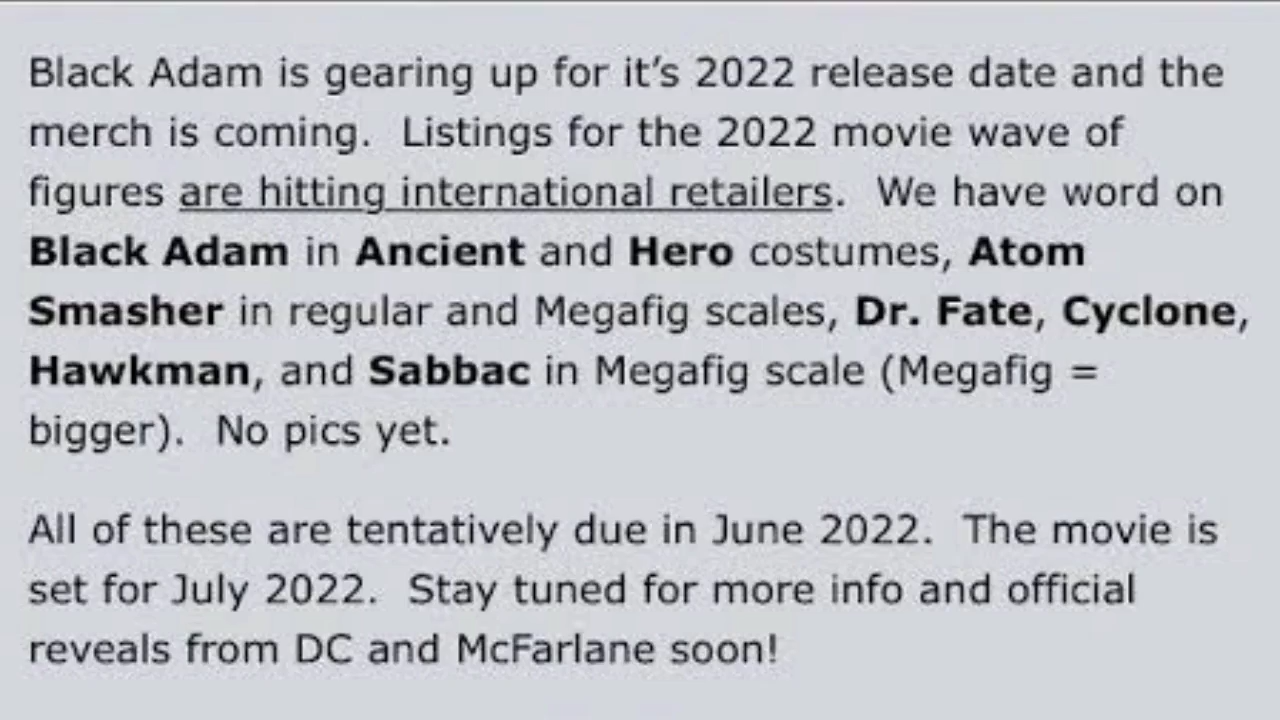 Black Adam is gearing up for it’s 2022 release date and the
merch is coming.  Listings for the 2022 movie wave of
figures are hitting international retailers.  We have word on
Black Adam in Ancient and Hero costumes, Atom
Smasher in regular and Megafig scales, Dr. Fate, Cyclone,
Hawkman, and Sabbac in Megafig scale (Megafig =
bigger).  No pics yet.
All of these are tentatively due in June 2022.  The movie is
set for July 2022.  Stay tuned for more info and official
reveals from DC and McFarlane soon!